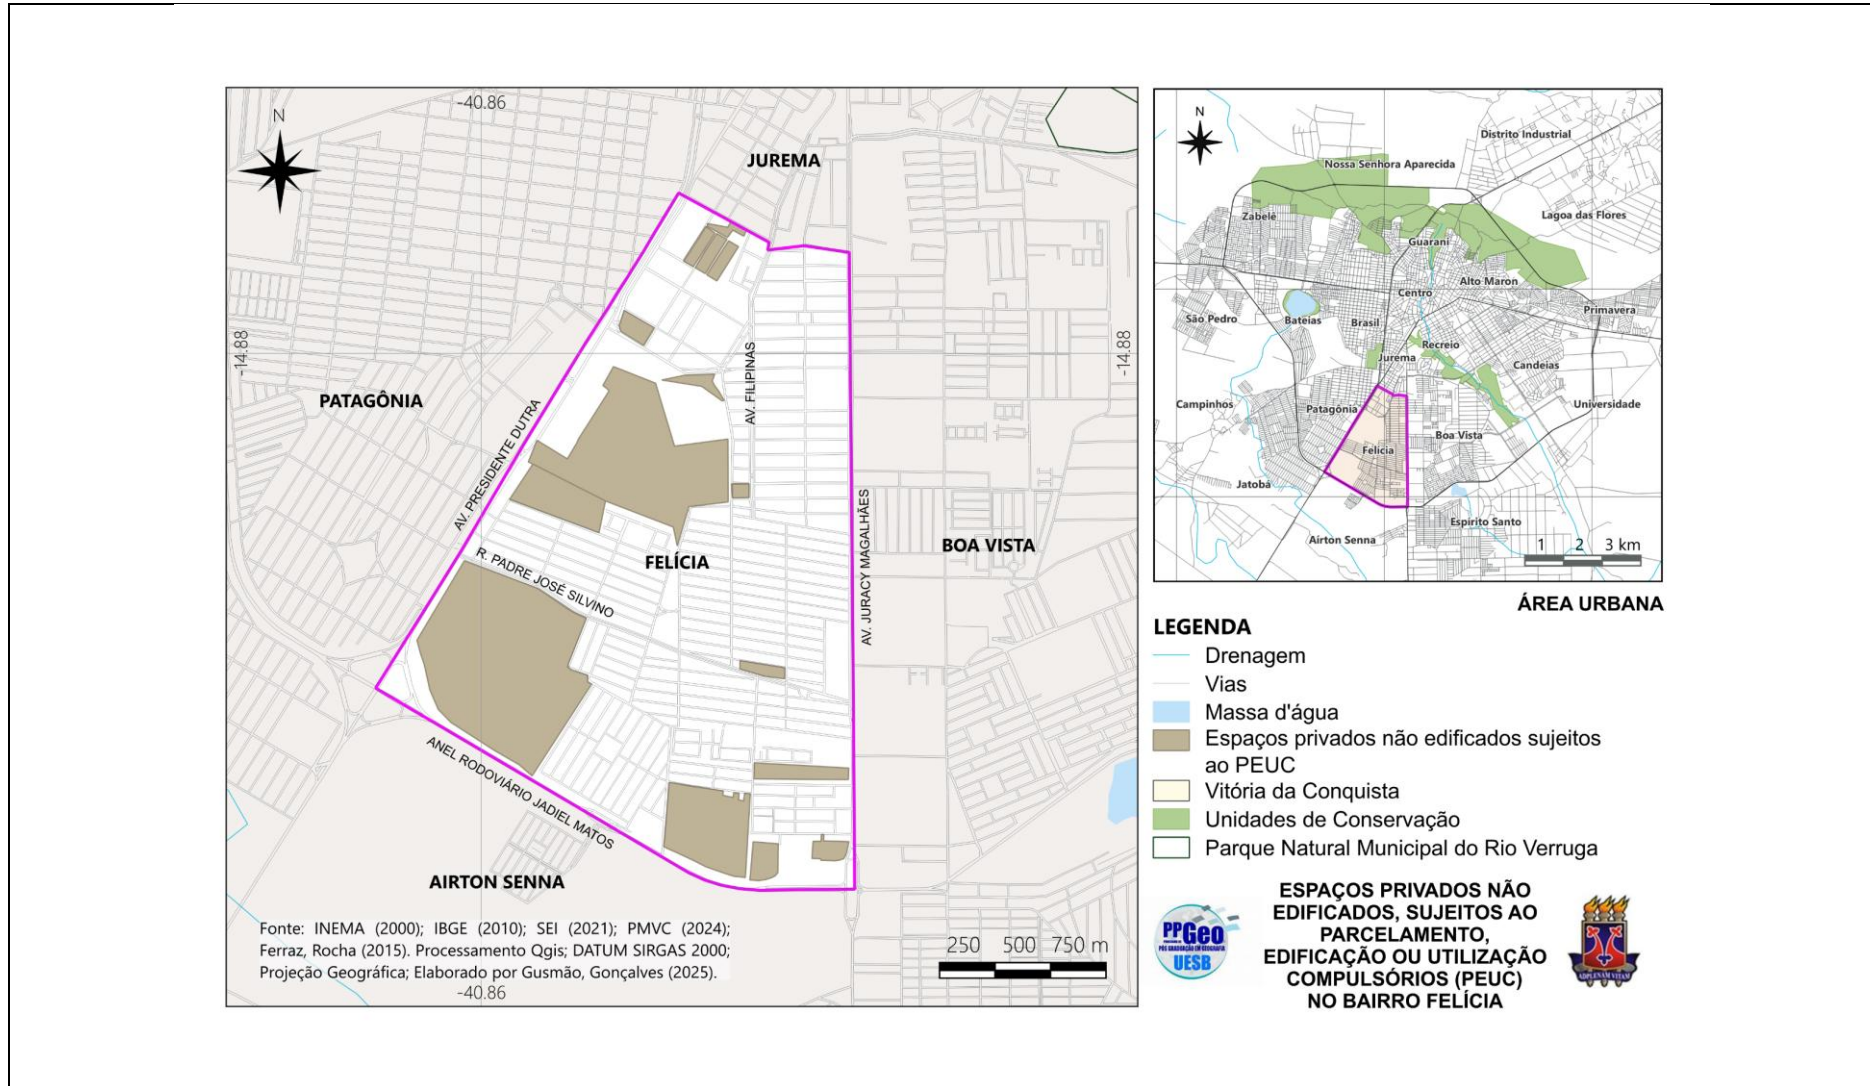 -40.86
N
JUREMA
-14.88
-14.88
AV. FILIPINAS
PATAGÔNIA
AV. PRESIDENTE DUTRA
AV. JURACY MAGALHÃES
BOA VISTA
R. PADRE JOSÉ SILVINO
FELÍCIA
ANEL RODOVIÁRIO JADIEL MATOS
AIRTON SENNA
Fonte: INEMA (2000); IBGE (2010); SEI (2021); PMVC (2024);
Ferraz, Rocha (2015). Processamento Qgis; DATUM SIRGAS 2000;
Projeção Geográfica; Elaborado por Gusmão, Gonçalves (2025).
250 500 750 m
-40.86
N
Distrito Industrial
Nossa Senhora Aparecida
Zabelê
Lagoa das Flores
Guarani
Alto Maron
Centro
São Pedro
Bateias
Brasil
Primavera
Recreio
Jurema
Candeias
Campinhos
Patagônia
Universidade
Boa Vista
Felícia
Jatobá
Espírito Santo
Airton Senna
1 2 3 km
ÁREA URBANA
LEGENDA
Drenagem
Vias
Massa d'água
Espaços privados não edificados sujeitos
ao PEUC
Vitória da Conquista
Unidades de Conservação
Parque Natural Municipal do Rio Verruga
PPGeo
UESB
ESPAÇOS PRIVADOS NÃO
EDIFICADOS, SUJEITOS AO
PARCELAMENTO,
EDIFICAÇÃO OU UTILIZAÇÃO
COMPULSÓRIOS (PEUC)
NO BAIRRO FELÍCIA